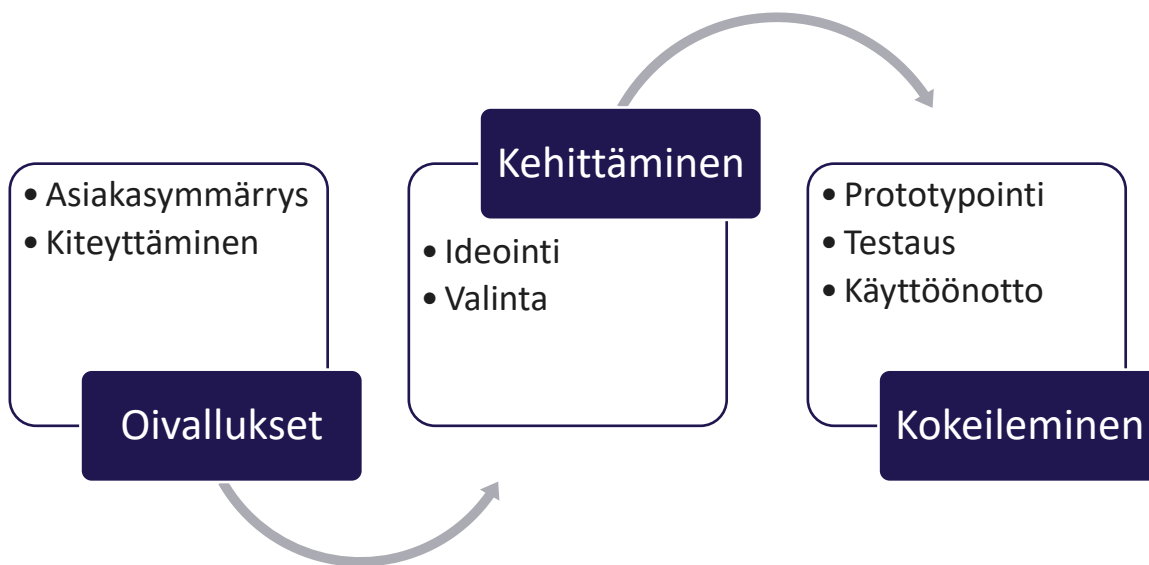 • Asiakasymmärrys
• Kiteyttäminen
Oivallukset
Kehittäminen
• Ideointi
• Valinta
• Prototypointi
• Testaus
• Käyttöönotto
Kokeileminen